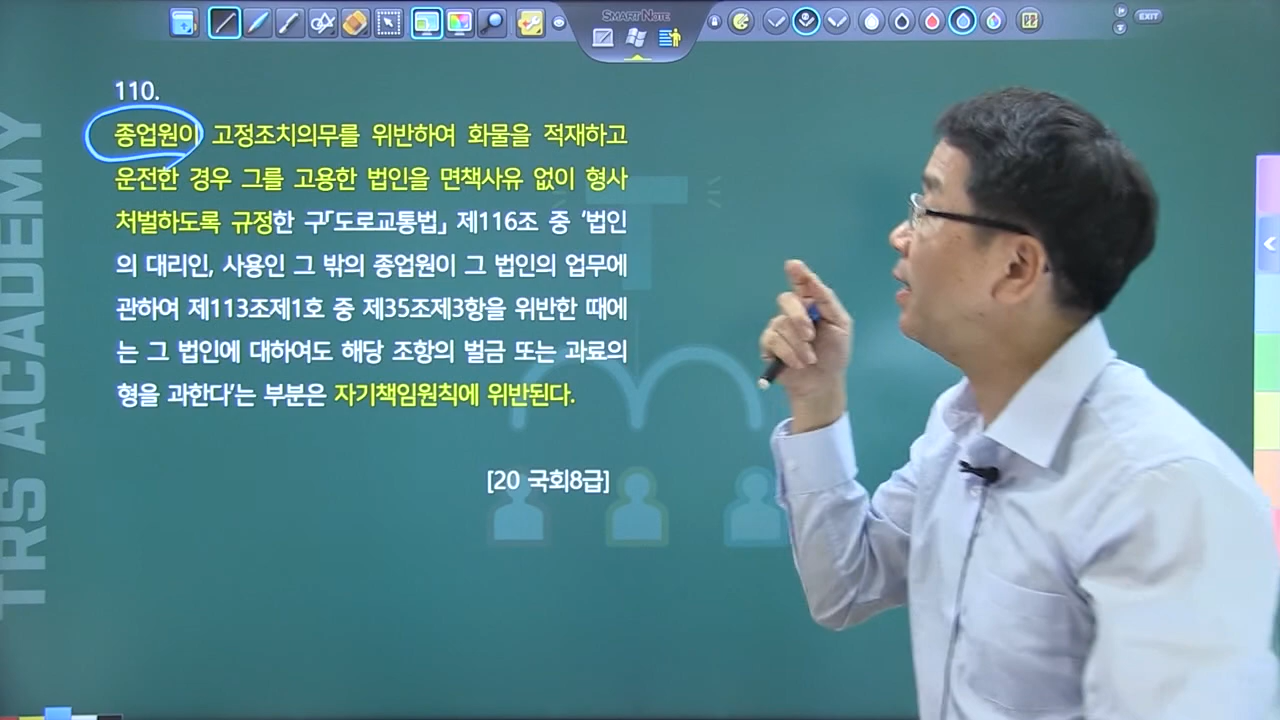 SMART NOTE
EXIT
110.
종업원이 고정조치의무를 위반하여 화물을 적재하고
운전한 경우 그를 고용한 법인을 면책사유 없이 형사
처벌하도록 규정한 구「도로교통법」 제116조 중 ‘법인
의 대리인, 사용인 그 밖의 종업원이 그 법인의 업무에
관하여 제113조제1호 중 제35조제3항을 위반한 때에
는 그 법인에 대하여도 해당 조항의 벌금 또는 과료의
형을 과한다’는 부분은 자기책임원칙에 위반된다.
[20 국회8급]
TRS ACADEMY